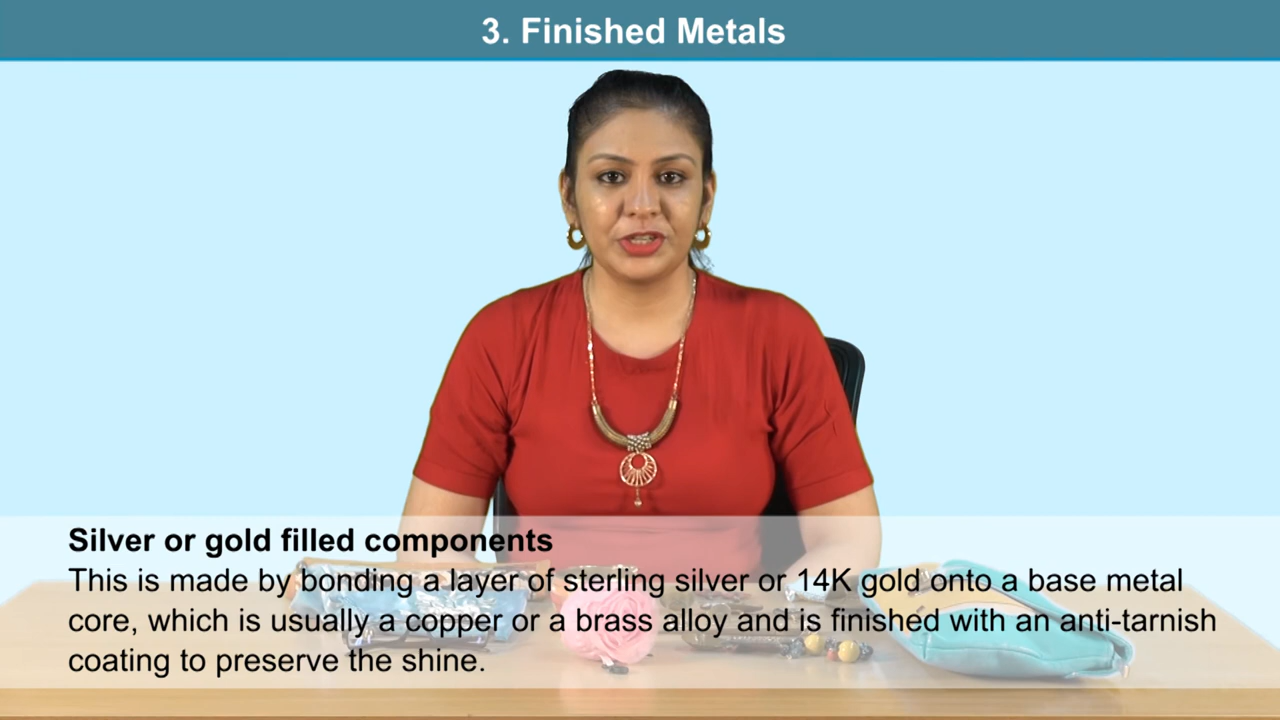 3. Finished Metals
Silver or gold filled components
This is made by bonding a layer of sterling silver or 14K gold onto a base metal
core, which is usually a copper or a brass alloy and is finished with an anti-tarnish
coating to preserve the shine.